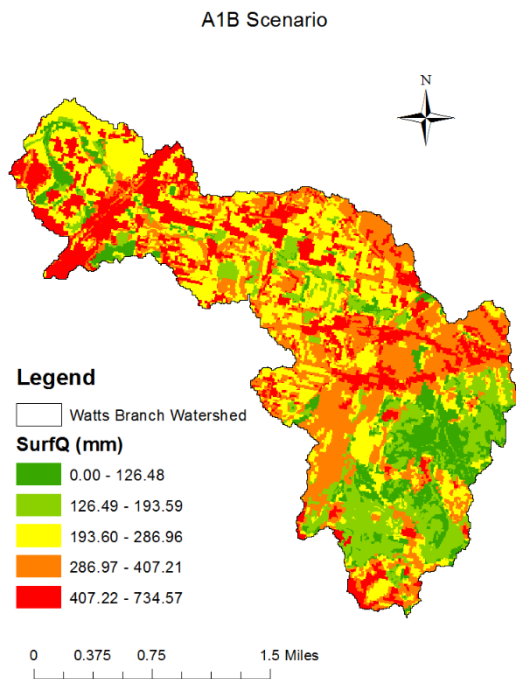 A1B Scenario
N
Legend
Watts Branch Watershed
SurfQ (mm)
0.00 - 126.48
126.49 - 193.59
193.60 - 286.96
286.97 - 407.21
407.22 - 734.57
0 0.375 0.75 1.5 Miles